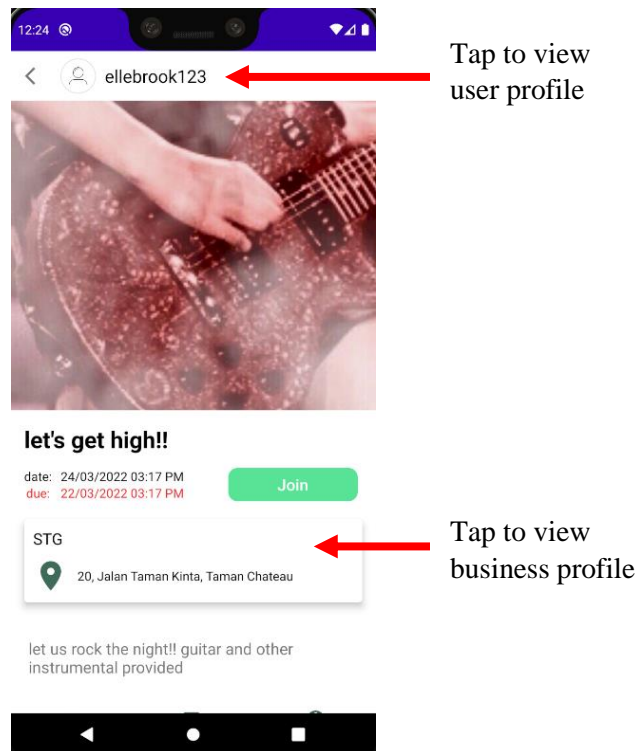 12:24
ellebrook123
Tap to view
user profile
let's get high!!
date: 24/03/2022 03:17 PM
due: 22/03/2022 03:17 PM
Join
STG
20, Jalan Taman Kinta, Taman Chateau
Tap to view
business profile
let us rock the night!! guitar and other
instrumental provided